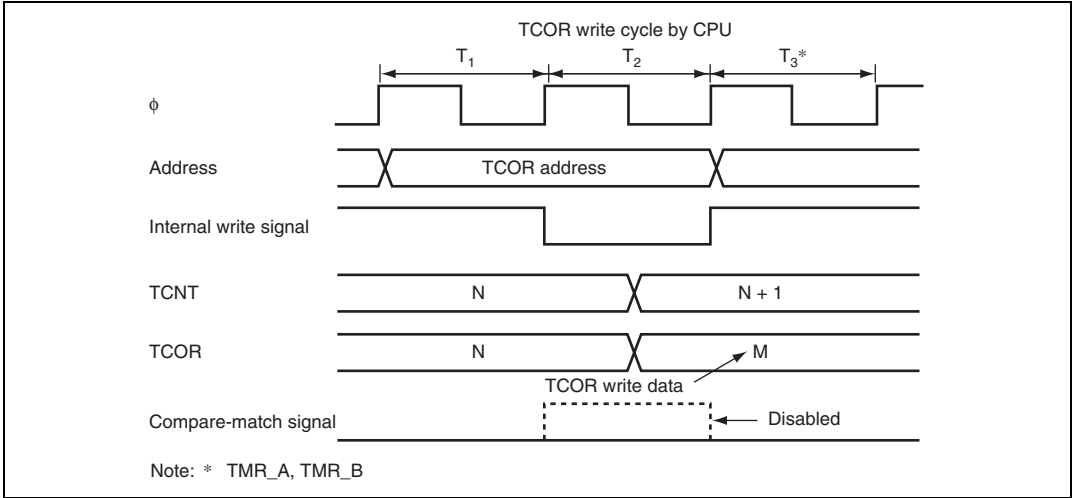 TCOR write cycle by CPU
T₁ T₂ T₃*
ϕ
Address TCOR address
Internal write signal
TCNT N N + 1
TCOR N M
TCOR write data
Compare-match signal Disabled
Note: * TMR_A, TMR_B